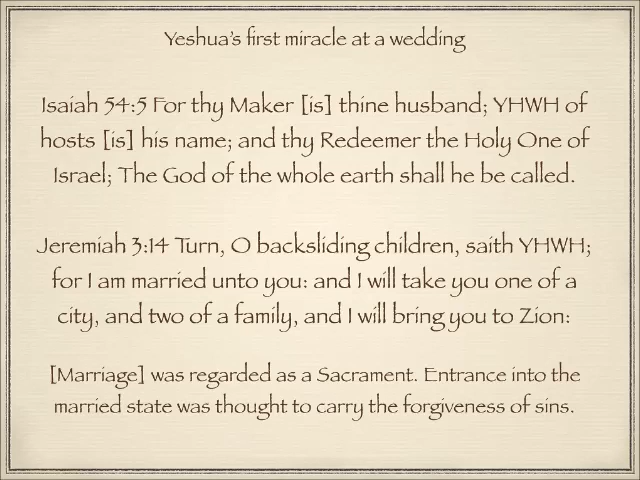 Yeshua's first miracle at a wedding
Isaiah 54:5 For thy Maker [is] thine husband; YHWH of
hosts [is] his name; and thy Redeemer the Holy One of
Israel; The God of the whole earth shall he be called.
Jeremiah 3:14 Turn, O backsliding children, saith YHWH;
for I am married unto you: and I will take you one of a
city, and two of a family, and I will bring you to Zion:
[Marriage] was regarded as a Sacrament. Entrance into the
married state was thought to carry the forgiveness of sins.